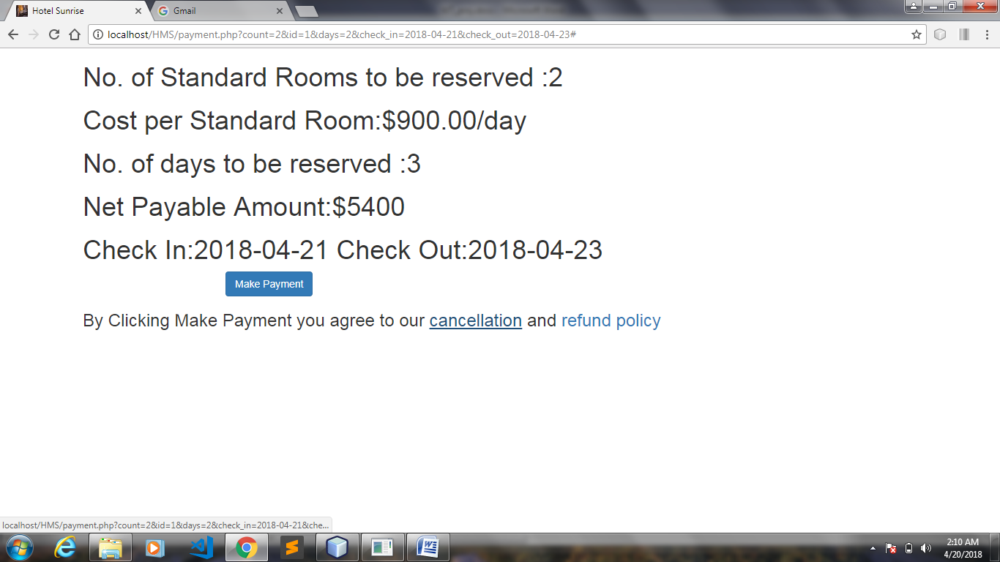 Hotel Sunrise
Gmail
localhost/HMS/payment.php?count=2&id=1&days=2&check_in=2018-04-21&check_out=2018-04-23#
No. of Standard Rooms to be reserved :2
Cost per Standard Room:$900.00/day
No. of days to be reserved :3
Net Payable Amount:$5400
Check In:2018-04-21 Check Out:2018-04-23
Make Payment
By Clicking Make Payment you agree to our cancellation and refund policy
localhost/HMS/payment.php?count=2&id=1&days=2&check_in=2018-04-21&che...
2:10 AM
4/20/2018